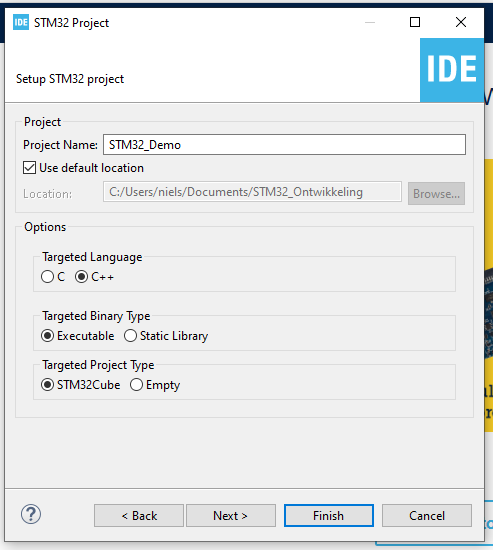 IDE STM32 Project
Setup STM32 project
IDE
Project
Project Name: STM32_Demo
Use default location
Location: C:/Users/niels/Documents/STM32_Ontwikkeling Browse...
Options
Targeted Language
C C++
Targeted Binary Type
Executable Static Library
Targeted Project Type
STM32Cube Empty
? < Back Next > Finish Cancel